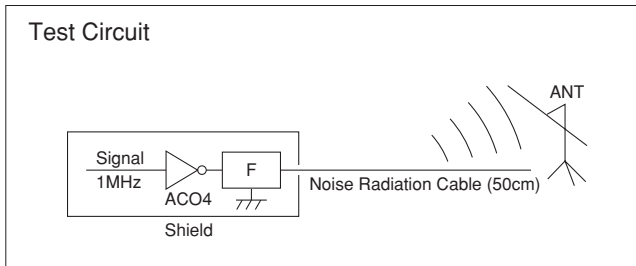 Test Circuit
ANT
Signal
1MHz
ACO4
F
Noise Radiation Cable (50cm)
Shield